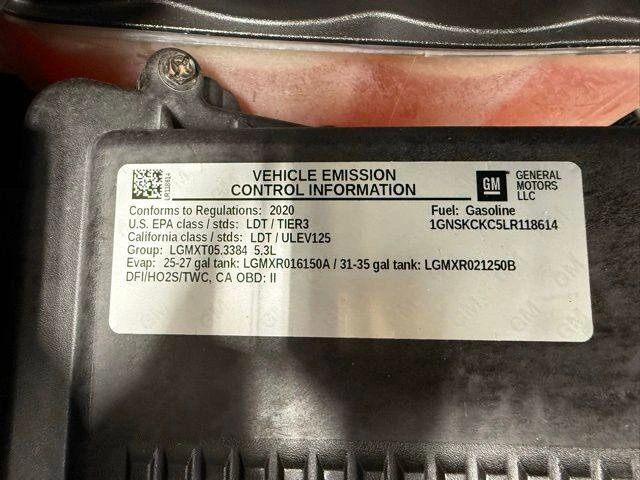 LR118614
VEHICLE EMISSION
CONTROL INFORMATION
GM
GENERAL
MOTORS
LLC
Conforms to Regulations: 2020
Fuel: Gasoline
U.S. EPA class / stds: LDT / TIER3
1GNSKCKC5LR118614
California class / stds: LDT / ULEV125
Group: LGMXT05.3384 5.3L
Evap: 25-27 gal tank: LGMXR016150A / 31-35 gal tank: LGMXR021250B
DFI/HO2S/TWC, CA OBD: II